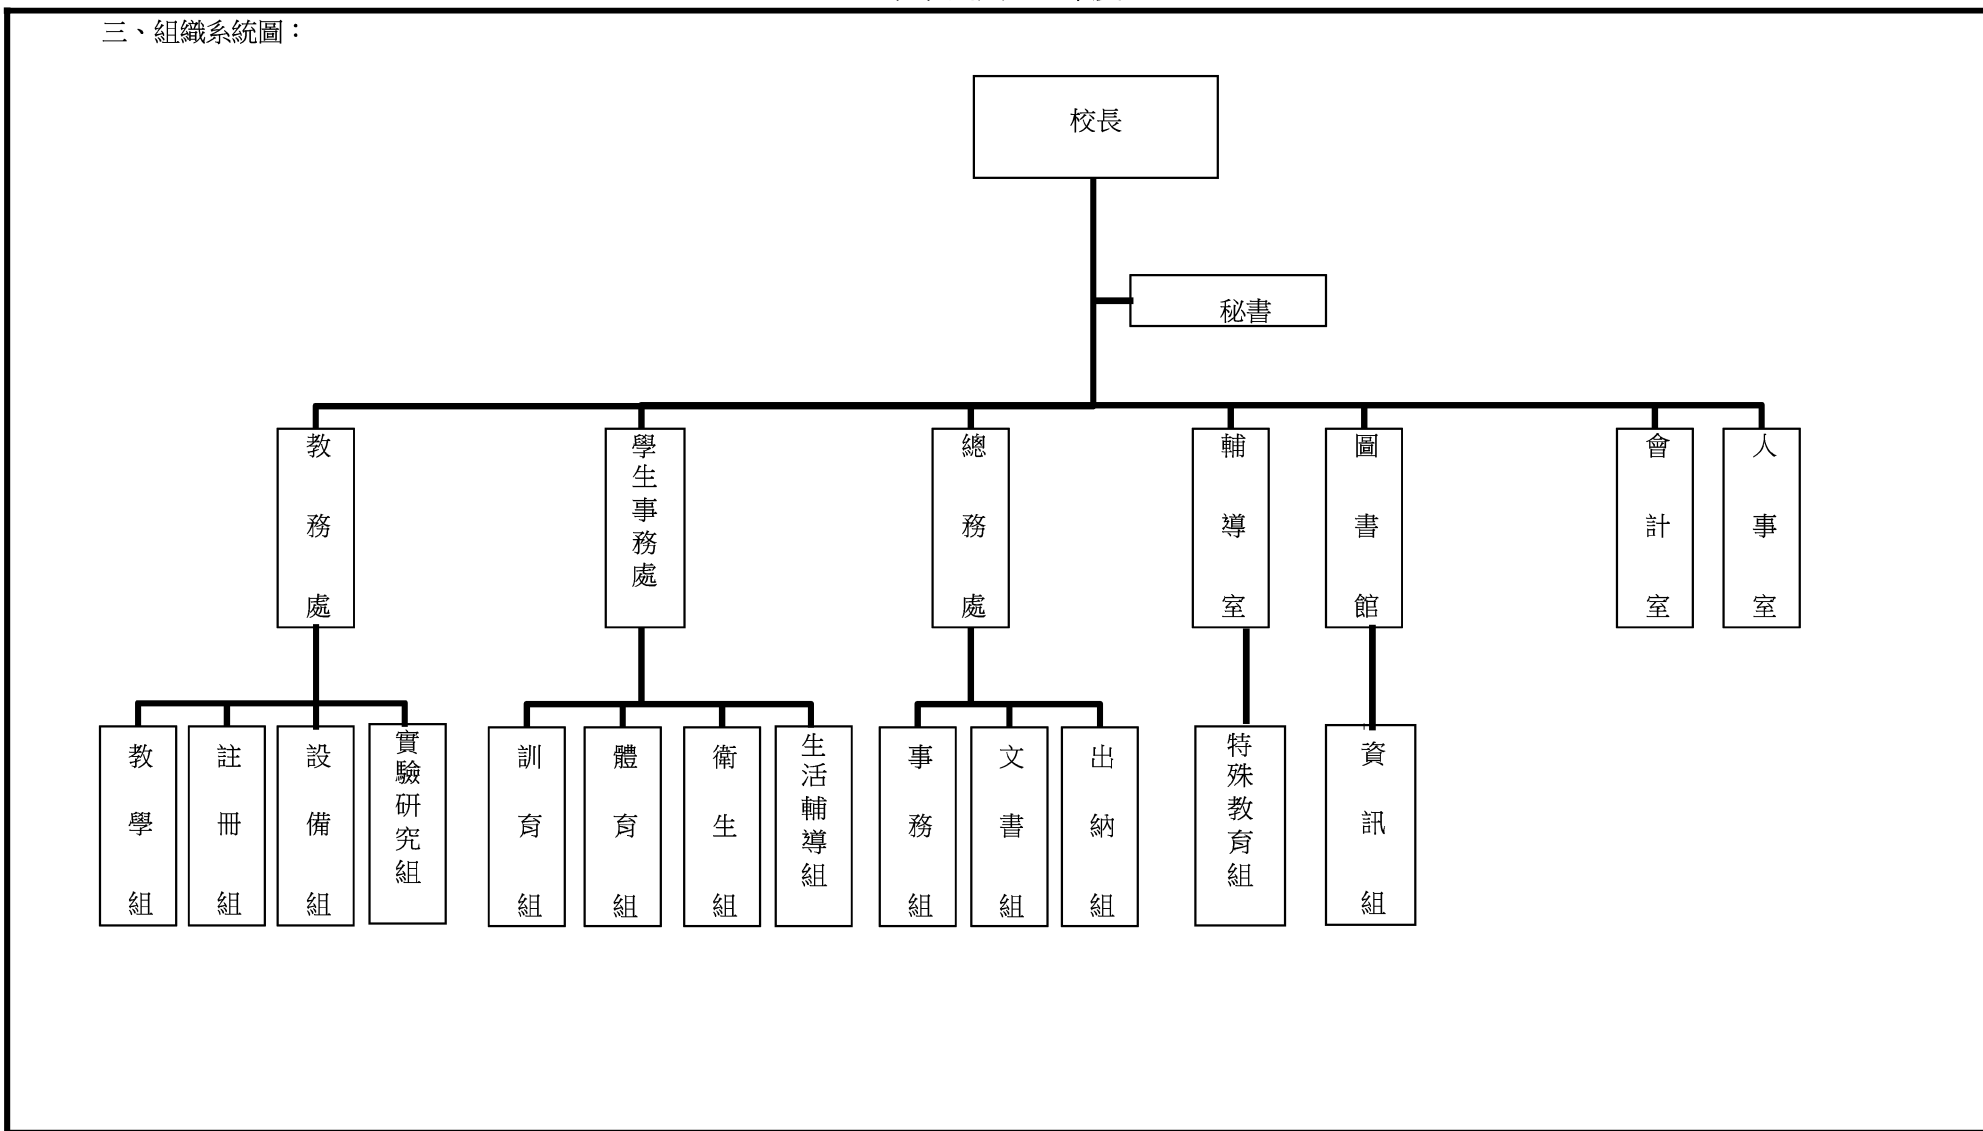 三、組織系統圖：
校長
秘書
教務處
學生事務處
總務處
輔導室
圖書館
會計室
人事室
教學組
註冊組
設備組
實驗研究組
訓育組
體育組
衛生組
生活輔導組
事務組
文書組
出納組
特殊教育組
資訊組